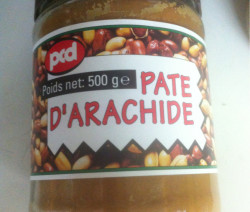 pcd
Poids net: 500 g e
PATE
D'ARACHIDE